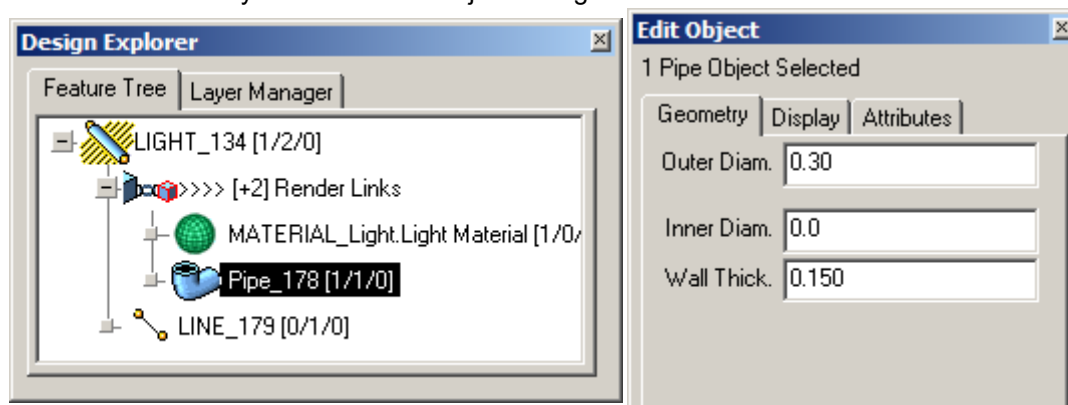 Design Explorer
Feature Tree
Layer Manager
LIGHT_134 [1/2/0]
>>>> [+2] Render Links
MATERIAL_Light.Light Material [1/0/
Pipe_178 [1/1/0]
LINE_179 [0/1/0]
Edit Object
1 Pipe Object Selected
Geometry
Display
Attributes
Outer Diam. 0.30
Inner Diam. 0.0
Wall Thick. 0.150